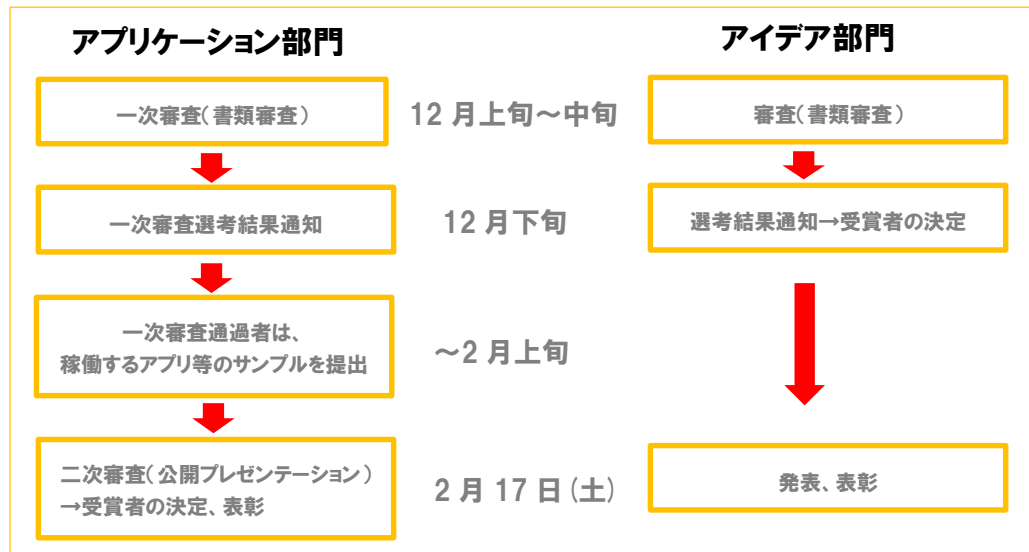 アプリケーション部門
アイデア部門
一次審査(書類審査)
12月上旬~中旬
審査(書類審査)
一次審査選考結果通知
12月下旬
選考結果通知→受賞者の決定
一次審査通過者は、
稼働するアプリ等のサンプルを提出
~2月上旬
二次審査(公開プレゼンテーション)
→受賞者の決定、表彰
2月17日(土)
発表、表彰